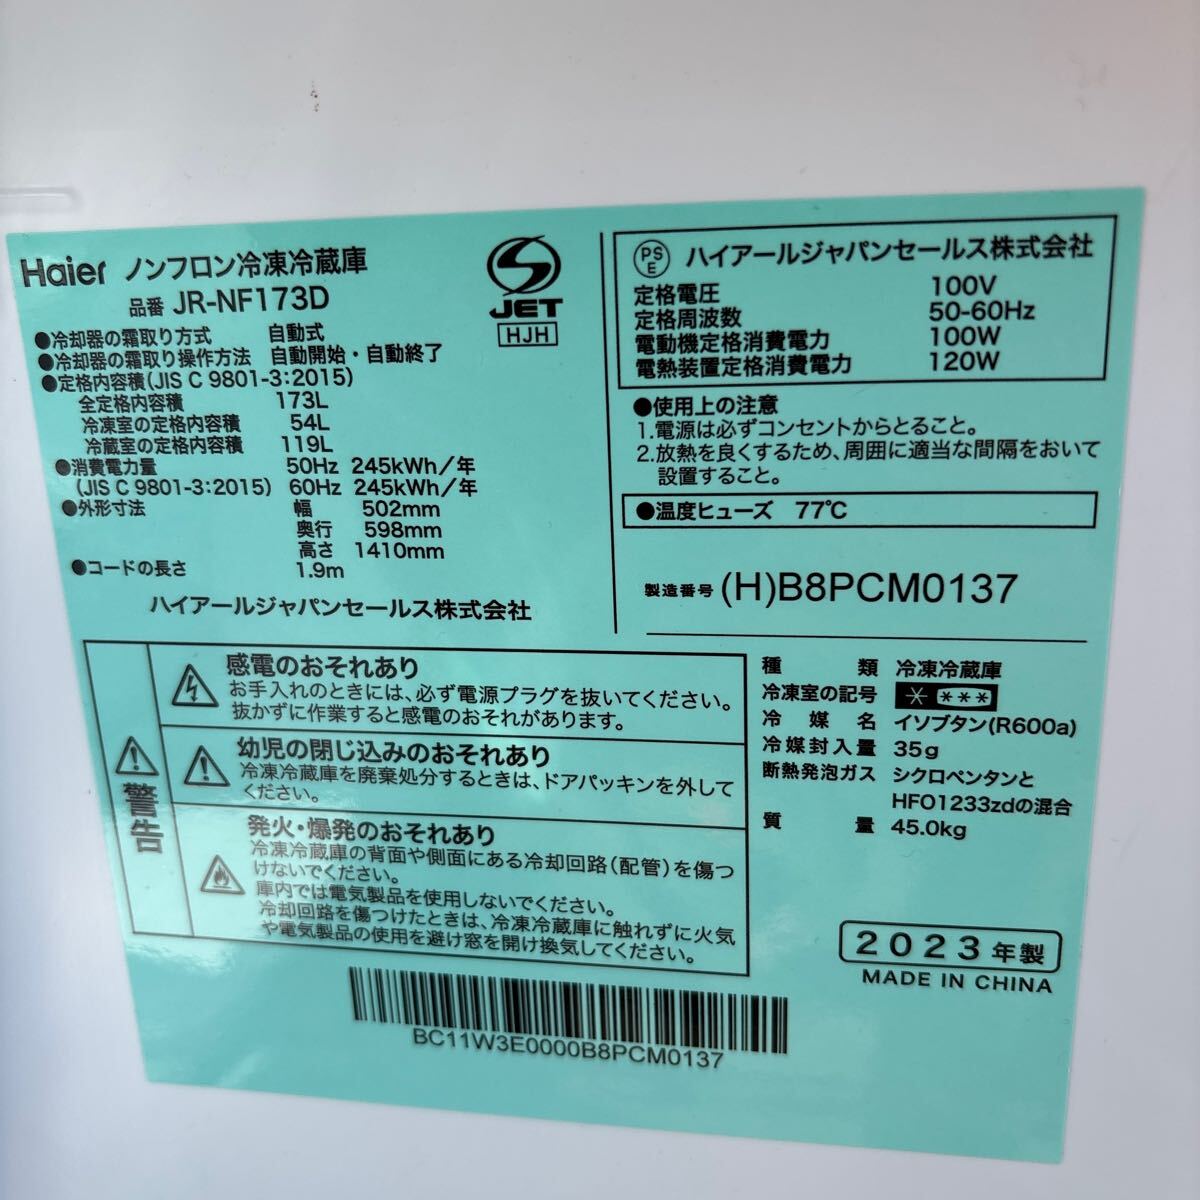 Haier ノンフロン冷凍冷蔵庫
品番 JR-NF173D
JET
HJH
●冷却器の霜取り方式 自動式
●冷却器の霜取り操作方法 自動開始・自動終了
●定格内容積(JIS C 9801-3:2015)
全定格内容積 173L
冷凍室の定格内容積 54L
冷蔵室の定格内容積 119L
●消費電力量 50Hz 245kWh/年
(JIS C 9801-3:2015) 60Hz 245kWh/年
●外形寸法 幅 502mm
奥行 598mm
高さ 1410mm
●コードの長さ 1.9m
ハイアールジャパンセールス株式会社
PSE ハイアールジャパンセールス株式会社
定格電圧 100V
定格周波数 50-60Hz
電動機定格消費電力 100W
電熱装置定格消費電力 120W
●使用上の注意
1.電源は必ずコンセントからとること。
2.放熱を良くするため、周囲に適当な間隔をおいて
設置すること。
●温度ヒューズ 77℃
製造番号 (H)B8PCM0137
警告
感電のおそれあり
お手入れのときには、必ず電源プラグを抜いてください。
抜かずに作業すると感電のおそれがあります。
幼児の閉じ込みのおそれあり
冷凍冷蔵庫を廃棄処分するときは、ドアパッキンを外して
ください。
発火・爆発のおそれあり
冷凍冷蔵庫の背面や側面にある冷却回路(配管)を傷つ
けないでください。
庫内では電気製品を使用しないでください。
冷却回路を傷つけたときは、冷凍冷蔵庫に触れずに火気
や電気製品の使用を避け窓を開け換気してください。
種類 冷凍冷蔵庫
冷凍室の記号 * ***
冷媒名 イソブタン(R600a)
冷媒封入量 35g
断熱発泡ガス シクロペンタンと
HFO1233zdの混合
質量 45.0kg
2023年製
MADE IN CHINA
BC11W3E0000B8PCM0137